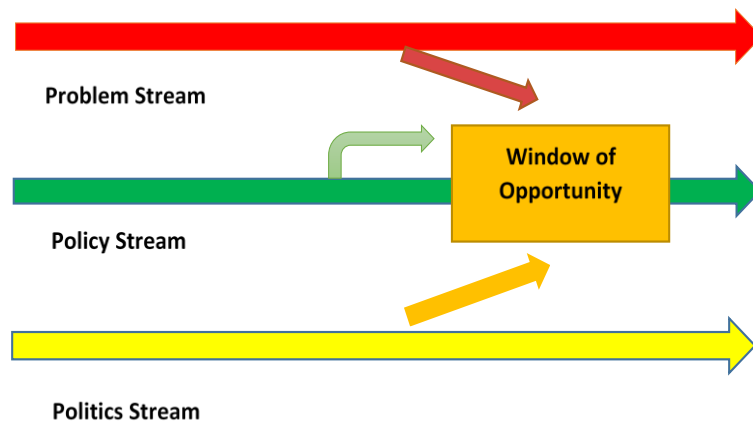 Problem Stream
Window of
Opportunity
Policy Stream
Politics Stream